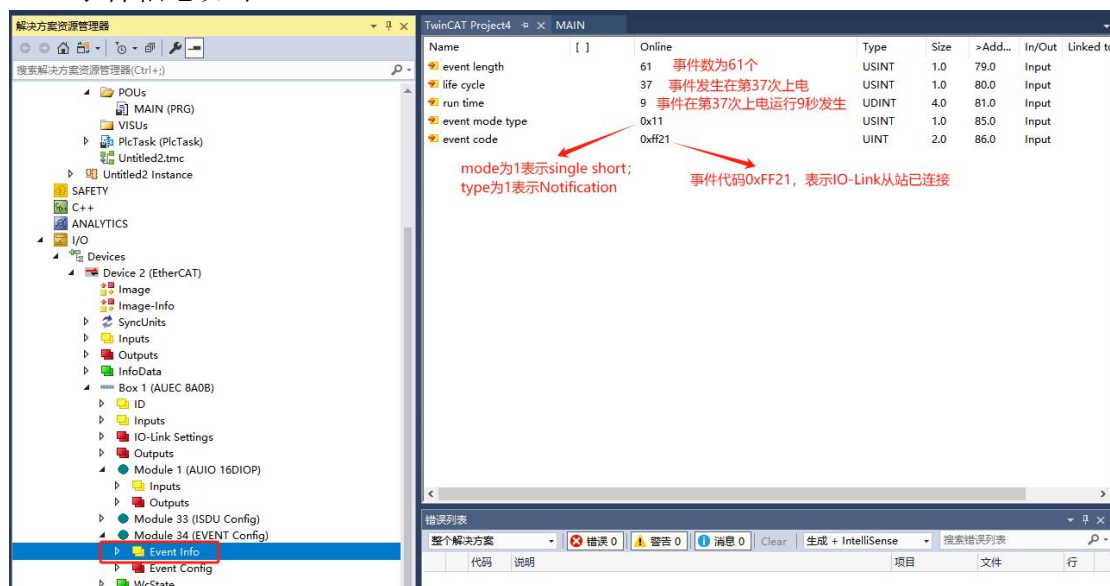 解决方案资源管理器
搜索解决方案资源管理器(Ctrl+;)
POUs
MAIN (PRG)
VISUs
PlcTask (PlcTask)
Untitled2.tmc
Untitled2 Instance
SAFETY
C++
ANALYTICS
I/O
Devices
Device 2 (EtherCAT)
Image
Image-Info
SyncUnits
Inputs
Outputs
InfoData
Box 1 (AUEC 8A0B)
ID
Inputs
IO-Link Settings
Outputs
Module 1 (AUIO 16DIOP)
Inputs
Outputs
Module 33 (ISDU Config)
Module 34 (EVENT Config)
Event Info
Event Config
WcState
TwinCAT Project4 MAIN
Name [ ] Online Type Size >Add... In/Out Linked to
event length 61 事件数为61个 USINT 1.0 79.0 Input
life cycle 37 事件发生在第37次上电 USINT 1.0 80.0 Input
run time 9 事件在第37次上电运行9秒发生 UDINT 4.0 81.0 Input
event mode type 0x11 USINT 1.0 85.0 Input
event code 0xff21 UINT 2.0 86.0 Input
mode为1表示single short;
type为1表示Notification
事件代码0xFF21，表示IO-Link从站已连接
错误列表
整个解决方案 错误 0 警告 0 消息 0 Clear 生成 + IntelliSense 搜索错误列表
代码 说明 项目 文件 行